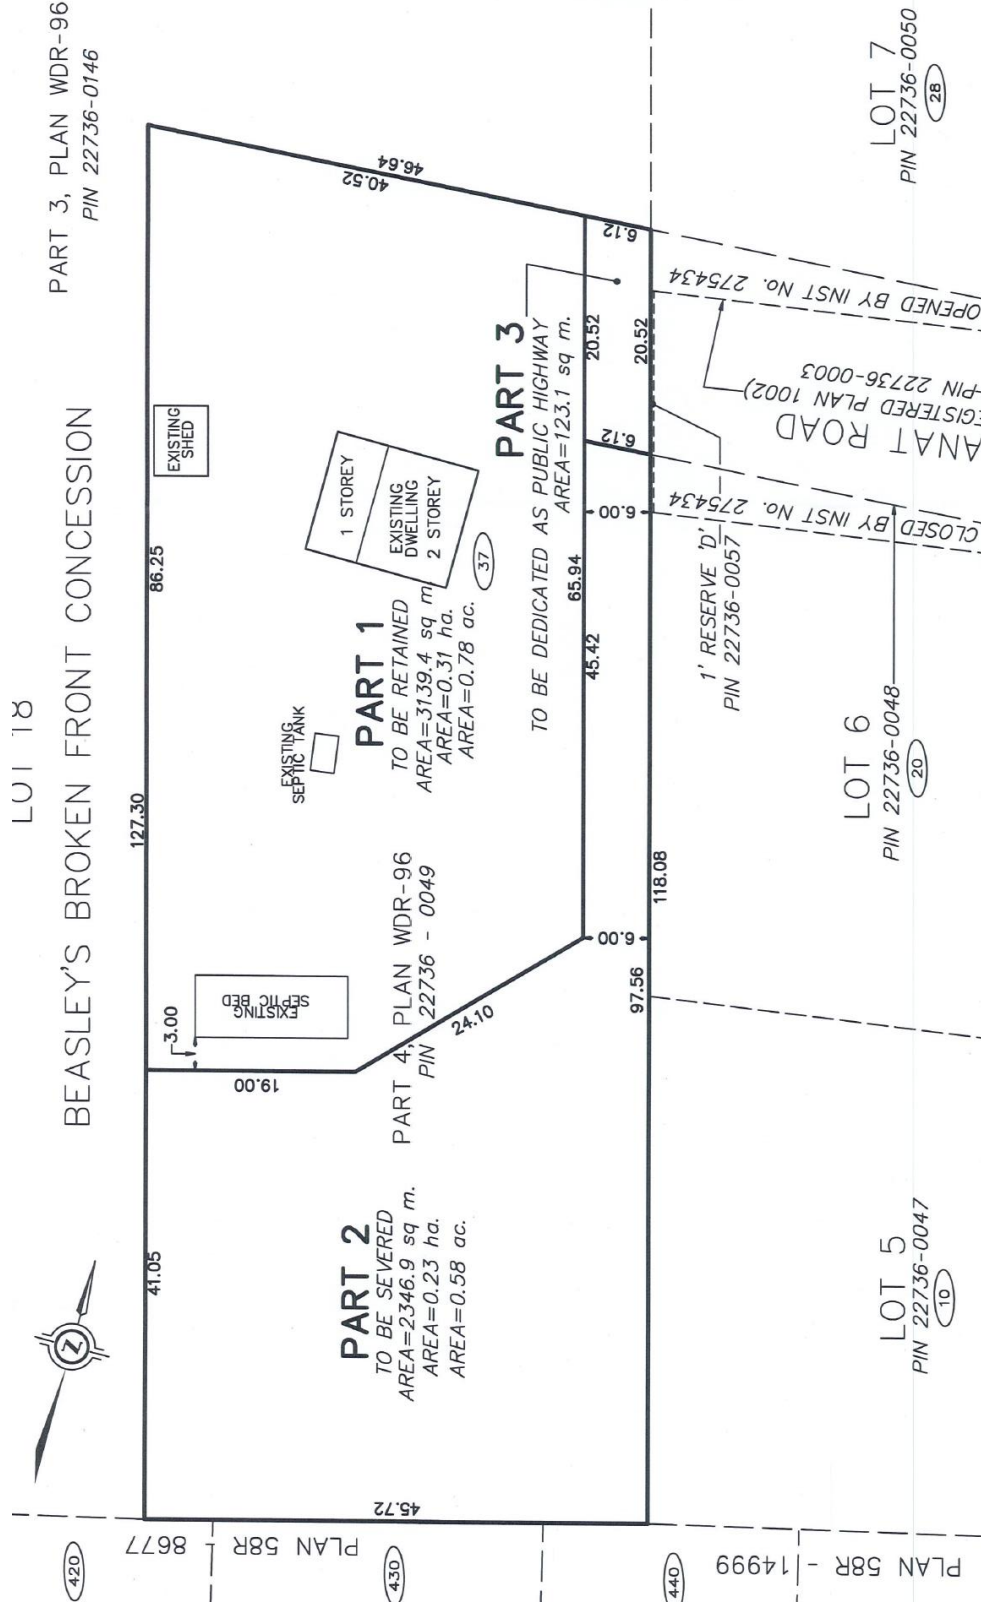 LOT 18
BEASLEY'S BROKEN FRONT CONCESSION
PART 3, PLAN WDR-96
PIN 22736-0146
127.30
41.05
86.25
EXISTING
SHED
46.64
40.52
6.12
1 STOREY
EXISTING
DWELLING
2 STOREY
37
EXISTING
SEPTIC TANK
PART 1
TO BE RETAINED
AREA=3139.4 sq m.
AREA=0.31 ha.
AREA=0.78 ac.
3.00
EXISTING
SEPTIC BED
19.00
24.10
PART 4, PLAN WDR-96
PIN 22736 - 0049
PART 2
TO BE SEVERED
AREA=2346.9 sq m.
AREA=0.23 ha.
AREA=0.58 ac.
45.72
PART 3
TO BE DEDICATED AS PUBLIC HIGHWAY
AREA=123.1 sq m.
65.94
45.42
20.52
6.00
6.00
6.12
20.52
97.56
118.08
Z
PLAN 58R - 8677
PLAN 58R - 14999
420
430
440
LOT 5
PIN 22736-0047
10
LOT 6
PIN 22736-0048
20
1' RESERVE 'D'
PIN 22736-0057
CLOSED BY INST No. 275434
ANAT ROAD
EGISTERED PLAN 1002)
PIN 22736-0003
OPENED BY INST No. 275434
LOT 7
PIN 22736-0050
28